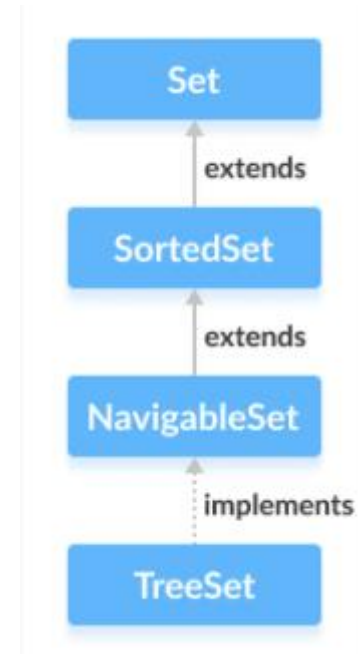 Set
extends
SortedSet
extends
NavigableSet
implements
TreeSet